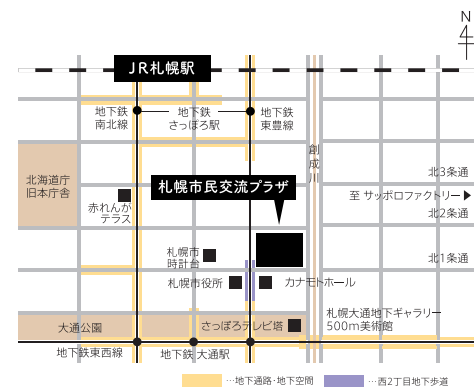 N
JR札幌駅
地下鉄
南北線
地下鉄
さっぽろ駅
地下鉄
東豊線
創成川
北3条通
北海道庁
旧本庁舎
札幌市民交流プラザ
至 サッポロファクトリー
赤れんが
テラス
北2条通
札幌市
時計台
北1条通
札幌市役所
カナモトホール
札幌大通地下ギャラリー
500m美術館
大通公園
さっぽろテレビ塔
地下鉄東西線
地下鉄 大通駅
…地下通路・地下空間
…西2丁目地下歩道